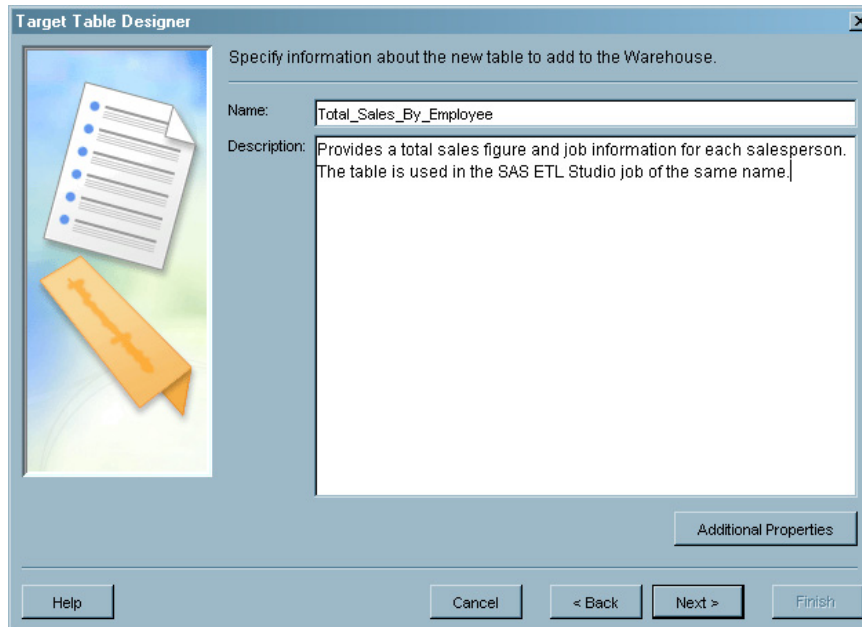 Target Table Designer
Specify information about the new table to add to the Warehouse.
Name: Total_Sales_By_Employee
Description: Provides a total sales figure and job information for each salesperson.
The table is used in the SAS ETL Studio job of the same name.
Additional Properties
Help Cancel < Back Next > Finish